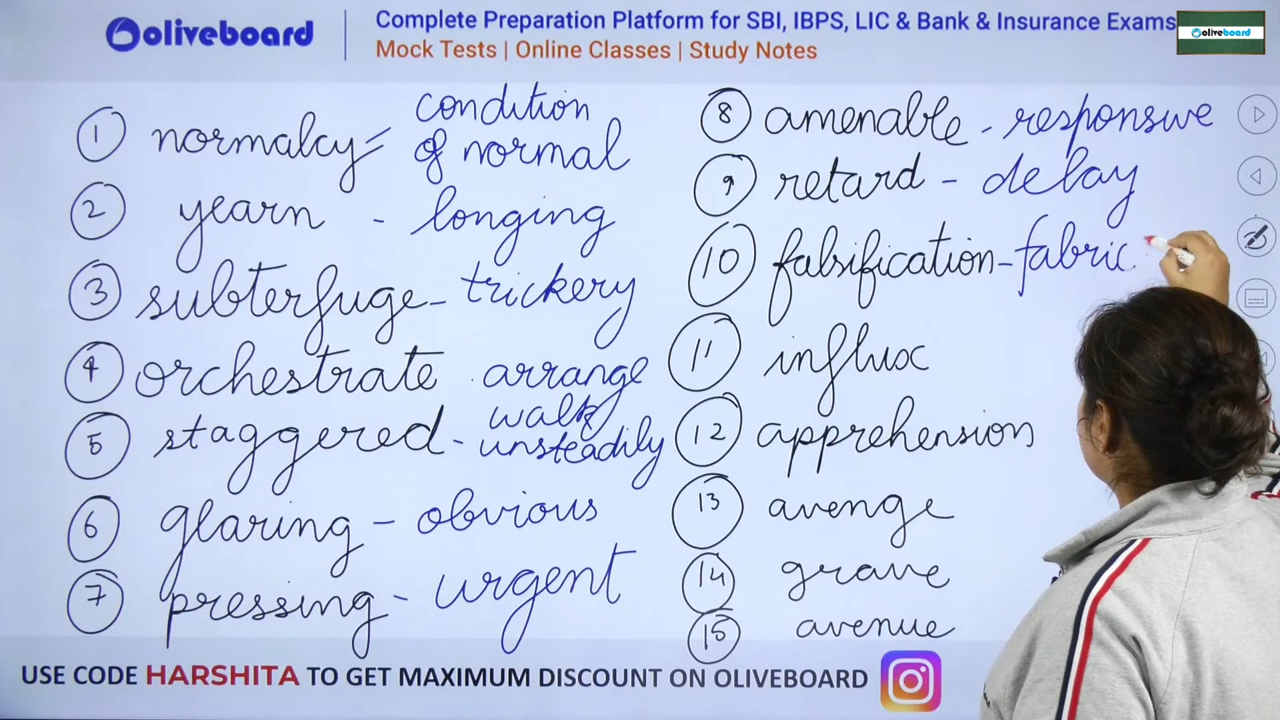 oliveboard
Complete Preparation Platform for SBI, IBPS, LIC & Bank & Insurance Exams
Mock Tests | Online Classes | Study Notes
oliveboard
1 normalcy = condition
of normal
2 yearn - longing
3 subterfuge - trickery
4 orchestrate - arrange
5 staggered - walk
unsteadily
6 glaring - obvious
7 pressing - urgent
8 amenable - responsive
9 retard - delay
10 falsification - fabric
11 influx
12 apprehension
13 avenge
14 grave
15 avenue
USE CODE HARSHITA TO GET MAXIMUM DISCOUNT ON OLIVEBOARD